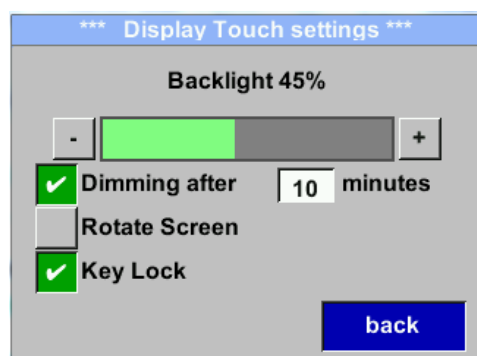 *** Display Touch settings ***
Backlight 45%
- +
Dimming after 10 minutes
Rotate Screen
Key Lock
back